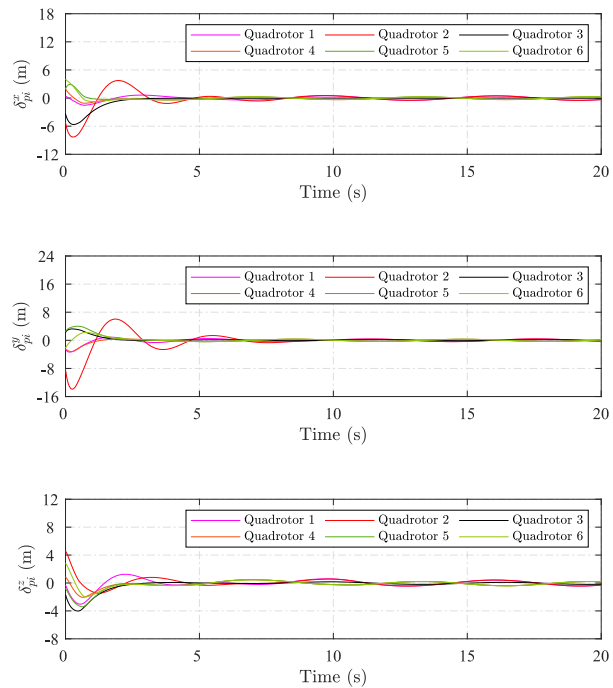 18
12
6
0
-6
-12
δ_{pi}^{x} (m)
Quadrotor 1 Quadrotor 2 Quadrotor 3
Quadrotor 4 Quadrotor 5 Quadrotor 6
0 5 10 15 20
Time (s)
24
16
8
0
-8
-16
δ_{pi}^{y} (m)
Quadrotor 1 Quadrotor 2 Quadrotor 3
Quadrotor 4 Quadrotor 5 Quadrotor 6
0 5 10 15 20
Time (s)
12
8
4
0
-4
-8
δ_{pi}^{z} (m)
Quadrotor 1 Quadrotor 2 Quadrotor 3
Quadrotor 4 Quadrotor 5 Quadrotor 6
0 5 10 15 20
Time (s)